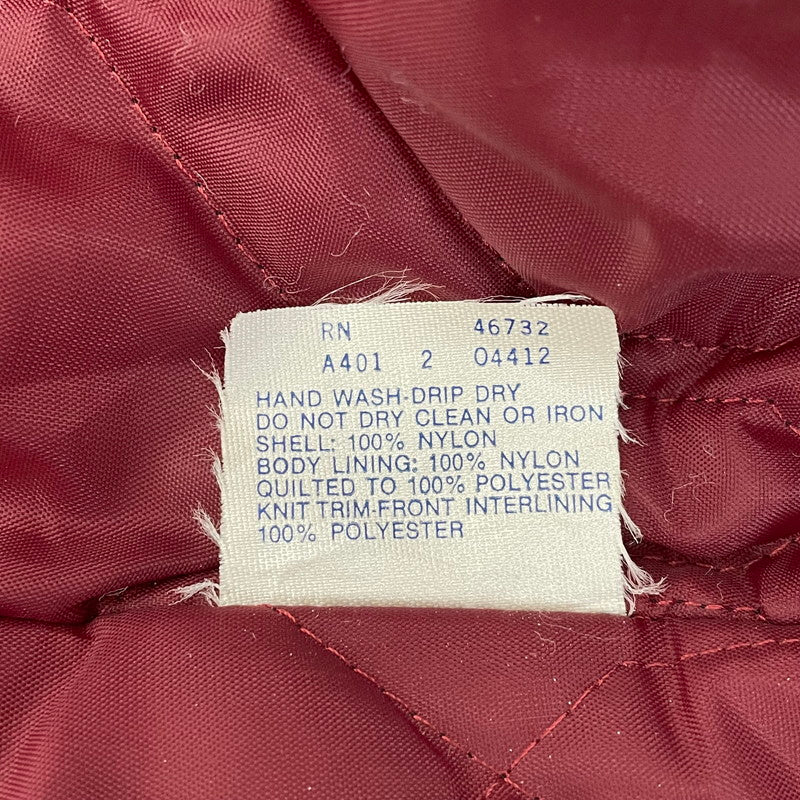 RN 46732
A401 2 04412
HAND WASH-DRIP DRY
DO NOT DRY CLEAN OR IRON
SHELL: 100% NYLON
BODY LINING: 100% NYLON
QUILTED TO 100% POLYESTER
KNIT TRIM-FRONT INTERLINING
100% POLYESTER